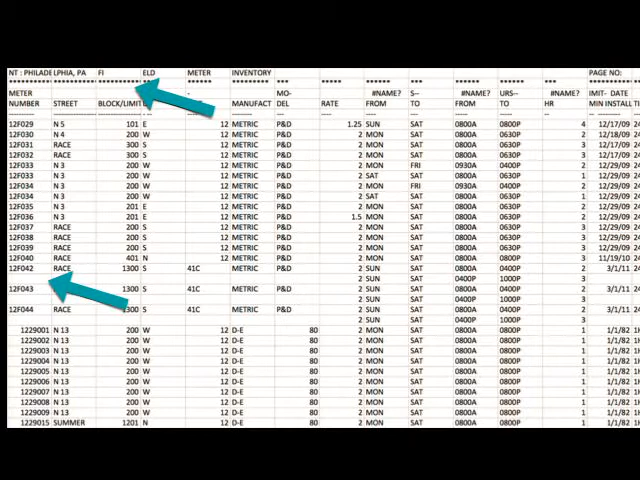 NT : PHILADE LPHIA, PA FI ELD METER INVENTORY PAGE NO:
********* ************* *********** *** ****** ********** *** ***** **** *** *** *** *** ********
METER - MO- #NAME? S-- #NAME? URS-- #NAME? IMIT- DATE
NUMBER STREET BLOCK/LIMIT MANUFACT DEL RATE FROM TO FROM TO HR MIN INSTALL
12F029 N 5 101 E 12 METRIC P&D 1.25 SUN SAT 0800A 0800P 4 12/17/09
12F030 N 4 200 W 12 METRIC P&D 2 MON SAT 0800A 0630P 2 12/18/09
12F031 RACE 300 S 12 METRIC P&D 2 MON SAT 0800A 0630P 3 12/17/09
12F032 RACE 300 S 12 METRIC P&D 2 MON SAT 0800A 0630P 3 12/17/09
12F033 N 3 200 W 12 METRIC P&D 2 MON FRI 0930A 0400P 2 12/29/09
12F033 N 3 200 W 12 METRIC P&D 2 SAT SAT 0800A 0630P 1 12/29/09
12F034 N 3 200 W 12 METRIC P&D 2 MON FRI 0930A 0400P 2 12/29/09
12F034 N 3 200 W 12 METRIC P&D 2 SAT SAT 0800A 0630P 1 12/29/09
12F035 N 3 201 E 12 METRIC P&D 2 MON SAT 0800A 0630P 2 12/29/09
12F036 N 3 201 E 12 METRIC P&D 1.5 MON SAT 0800A 0630P 2 12/29/09
12F037 RACE 200 S 12 METRIC P&D 2 MON SAT 0800A 0630P 3 12/29/09
12F038 RACE 200 S 12 METRIC P&D 2 MON SAT 0800A 0630P 3 12/29/09
12F039 RACE 200 S 12 METRIC P&D 2 MON SAT 0800A 0630P 3 12/29/09
12F040 RACE 401 N 12 METRIC P&D 2 MON SAT 0800A 0800P 3 11/19/10
12F042 RACE 1300 S 41C METRIC P&D 2 SUN SAT 0800A 0400P 2 3/1/11
2 SUN SAT 0400P 1000P 3
12F043 1300 S 41C METRIC P&D 2 SUN SAT 0800A 0400P 2 3/1/11
2 SUN SAT 0400P 1000P 3
12F044 RACE 1300 S 41C METRIC P&D 2 SUN SAT 0800A 0400P 2 3/1/11
2 SUN SAT 0400P 1000P 3
1229001 N 13 200 W 12 D-E 80 2 MON SAT 0800A 0800P 1 1/1/82
1229002 N 13 200 W 12 D-E 80 2 MON SAT 0800A 0800P 1 1/1/82
1229003 N 13 200 W 12 D-E 80 2 MON SAT 0800A 0800P 1 1/1/82
1229004 N 13 200 W 12 D-E 80 2 MON SAT 0800A 0800P 1 1/1/82
1229005 N 13 200 W 12 D-E 80 2 MON SAT 0800A 0800P 1 1/1/82
1229006 N 13 200 W 12 D-E 80 2 MON SAT 0800A 0800P 1 1/1/82
1229007 N 13 200 W 12 D-E 80 2 MON SAT 0800A 0800P 1 1/1/82
1229008 N 13 200 W 12 D-E 80 2 MON SAT 0800A 0800P 1 1/1/82
1229009 N 13 200 W 12 D-E 80 2 MON SAT 0800A 0800P 1 1/1/82
1229015 SUMMER 1201 N 12 D-E 80 2 MON SAT 0800A 0800P 1 1/1/82